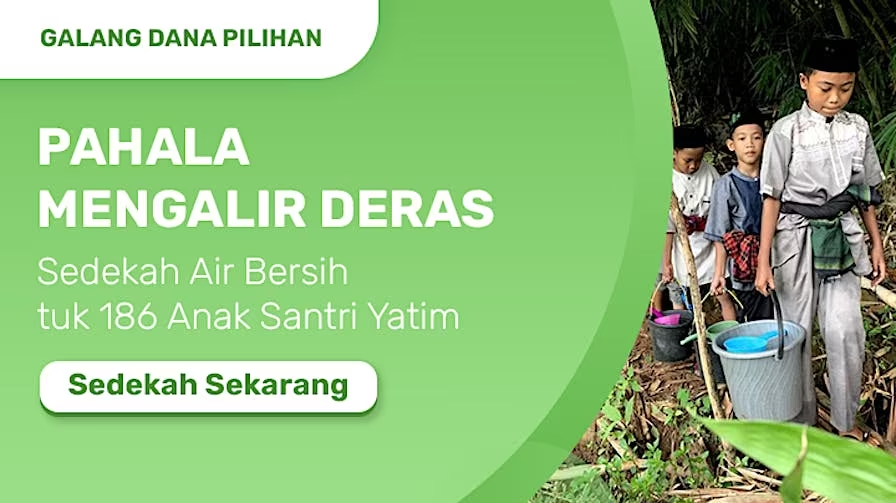 GALANG DANA PILIHAN
PAHALA
MENGALIR DERAS
Sedekah Air Bersih
tuk 186 Anak Santri Yatim
Sedekah Sekarang